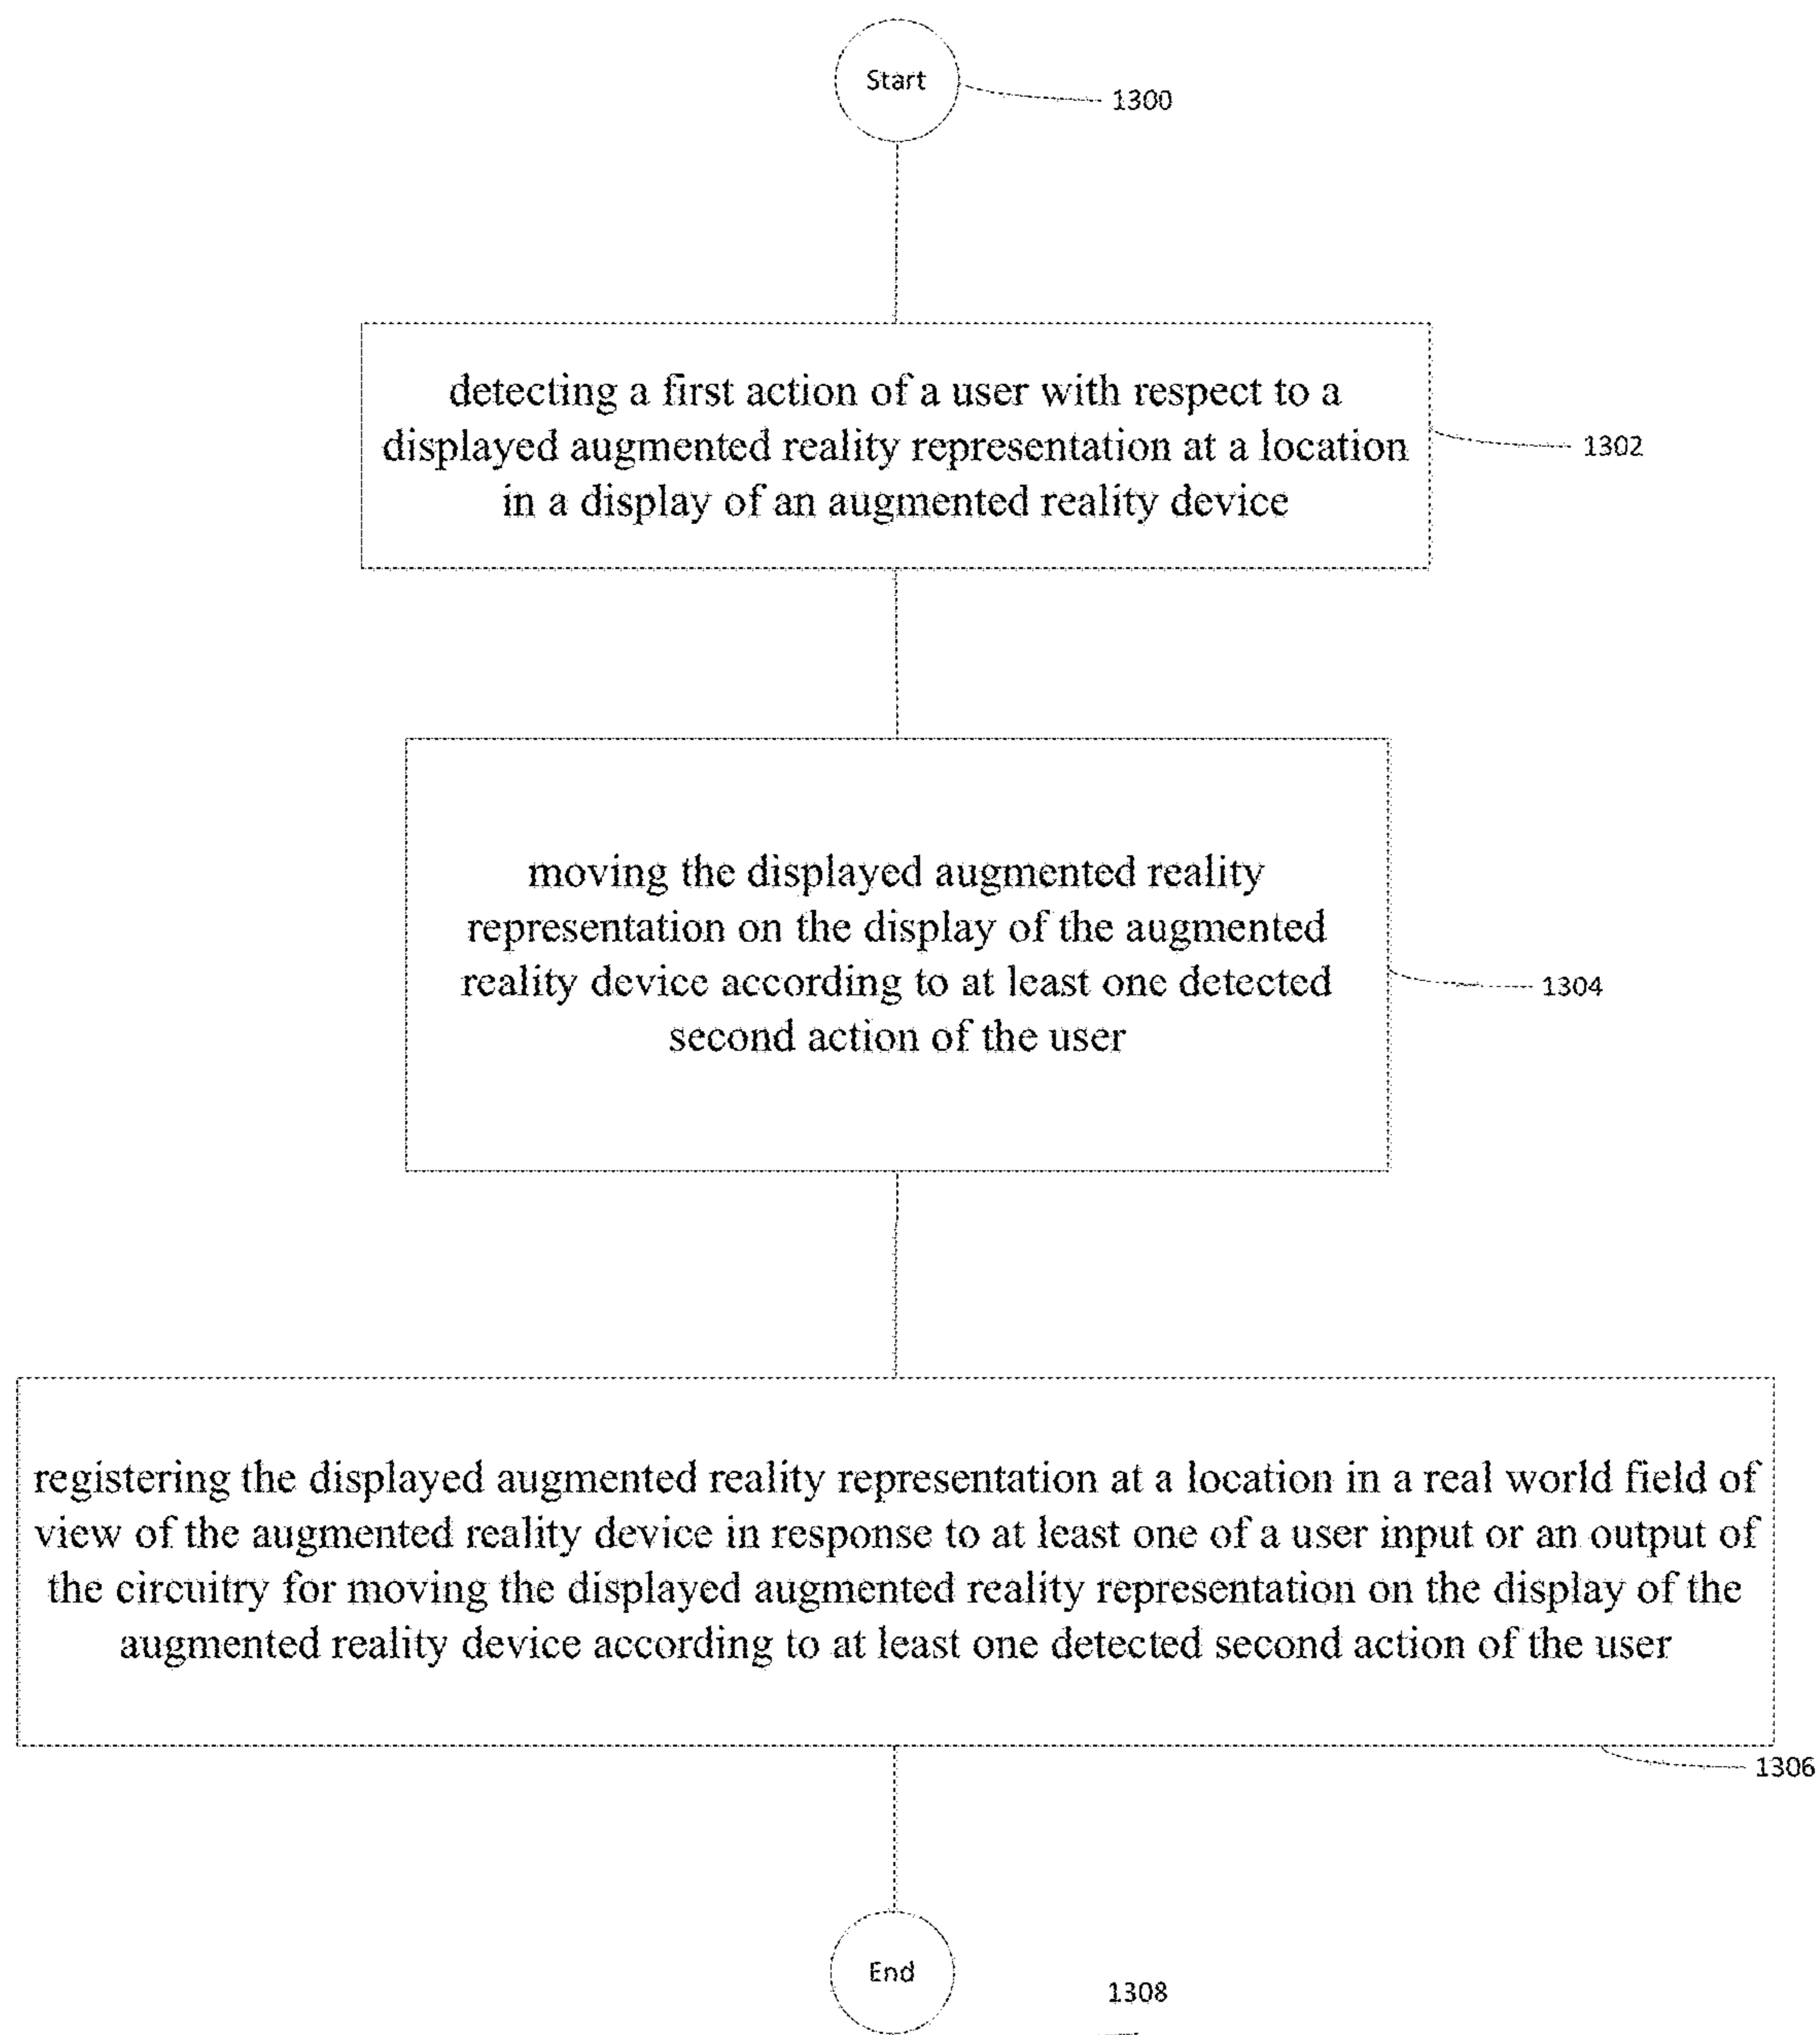 Start
1300
detecting a first action of a user with respect to a
displayed augmented reality representation at a location
in a display of an augmented reality device
1302
moving the displayed augmented reality
representation on the display of the augmented
reality device according to at least one detected
second action of the user
1304
registering the displayed augmented reality representation at a location in a real world field of
view of the augmented reality device in response to at least one of a user input or an output of
the circuitry for moving the displayed augmented reality representation on the display of the
augmented reality device according to at least one detected second action of the user
1306
End
1308